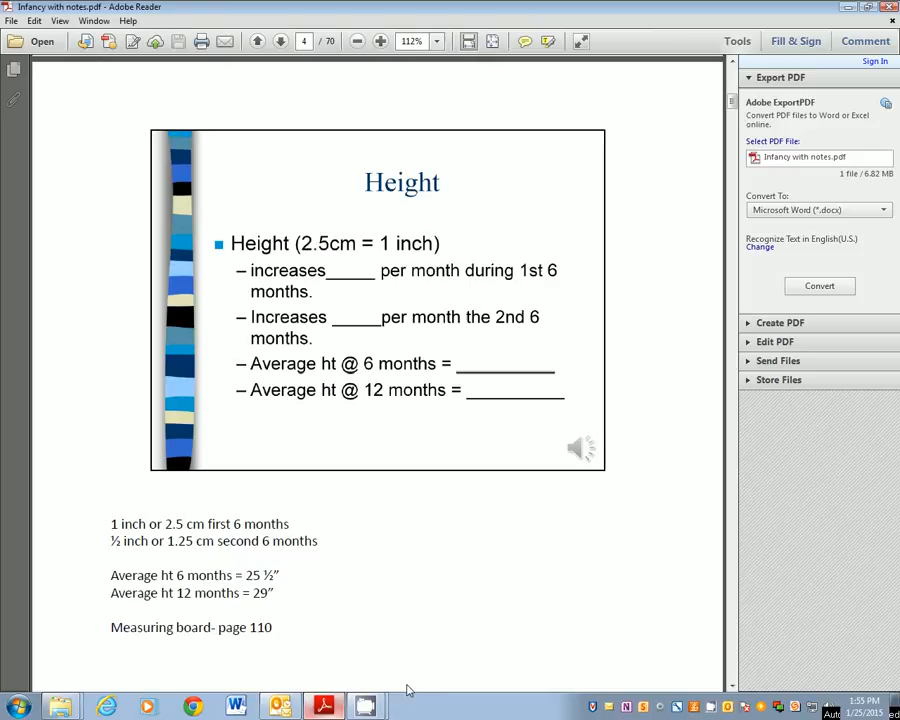 Infancy with notes.pdf - Adobe Reader
File Edit View Window Help
Open 4 / 70 112% Tools Fill & Sign Comment
Sign In
Export PDF
Adobe ExportPDF
Convert PDF files to Word or Excel
online.
Select PDF File:
Infancy with notes.pdf
1 file / 6.82 MB
Convert To:
Microsoft Word (*.docx)
Recognize Text in English(U.S.)
Change
Convert
Create PDF
Edit PDF
Send Files
Store Files
Height
Height (2.5cm = 1 inch)
– increases_____ per month during 1st 6
months.
– Increases _____per month the 2nd 6
months.
– Average ht @ 6 months = __________
– Average ht @ 12 months = __________
1 inch or 2.5 cm first 6 months
½ inch or 1.25 cm second 6 months
Average ht 6 months = 25 ½”
Average ht 12 months = 29”
Measuring board- page 110
1:55 PM
1/25/2015